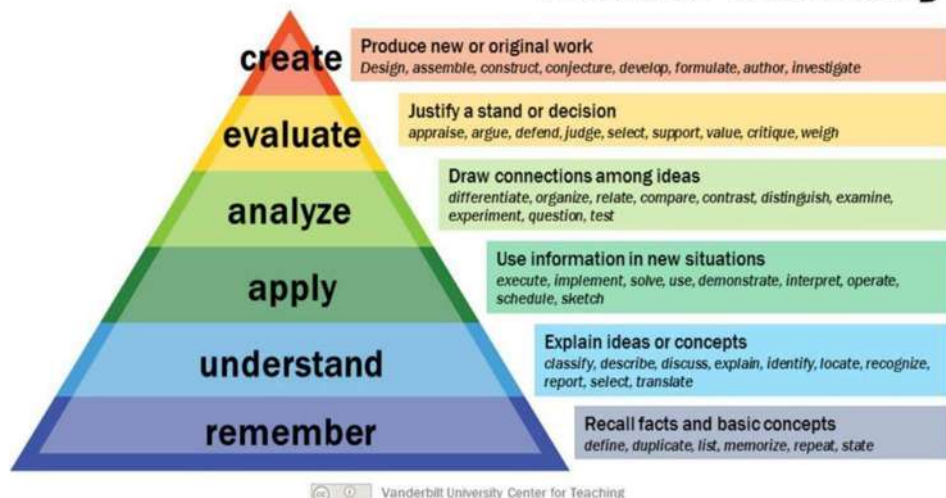 create
Produce new or original work
Design, assemble, construct, conjecture, develop, formulate, author, investigate
evaluate
Justify a stand or decision
appraise, argue, defend, judge, select, support, value, critique, weigh
analyze
Draw connections among ideas
differentiate, organize, relate, compare, contrast, distinguish, examine,
experiment, question, test
apply
Use information in new situations
execute, implement, solve, use, demonstrate, interpret, operate,
schedule, sketch
understand
Explain ideas or concepts
classify, describe, discuss, explain, identify, locate, recognize,
report, select, translate
remember
Recall facts and basic concepts
define, duplicate, list, memorize, repeat, state
Vanderbilt University Center for Teaching